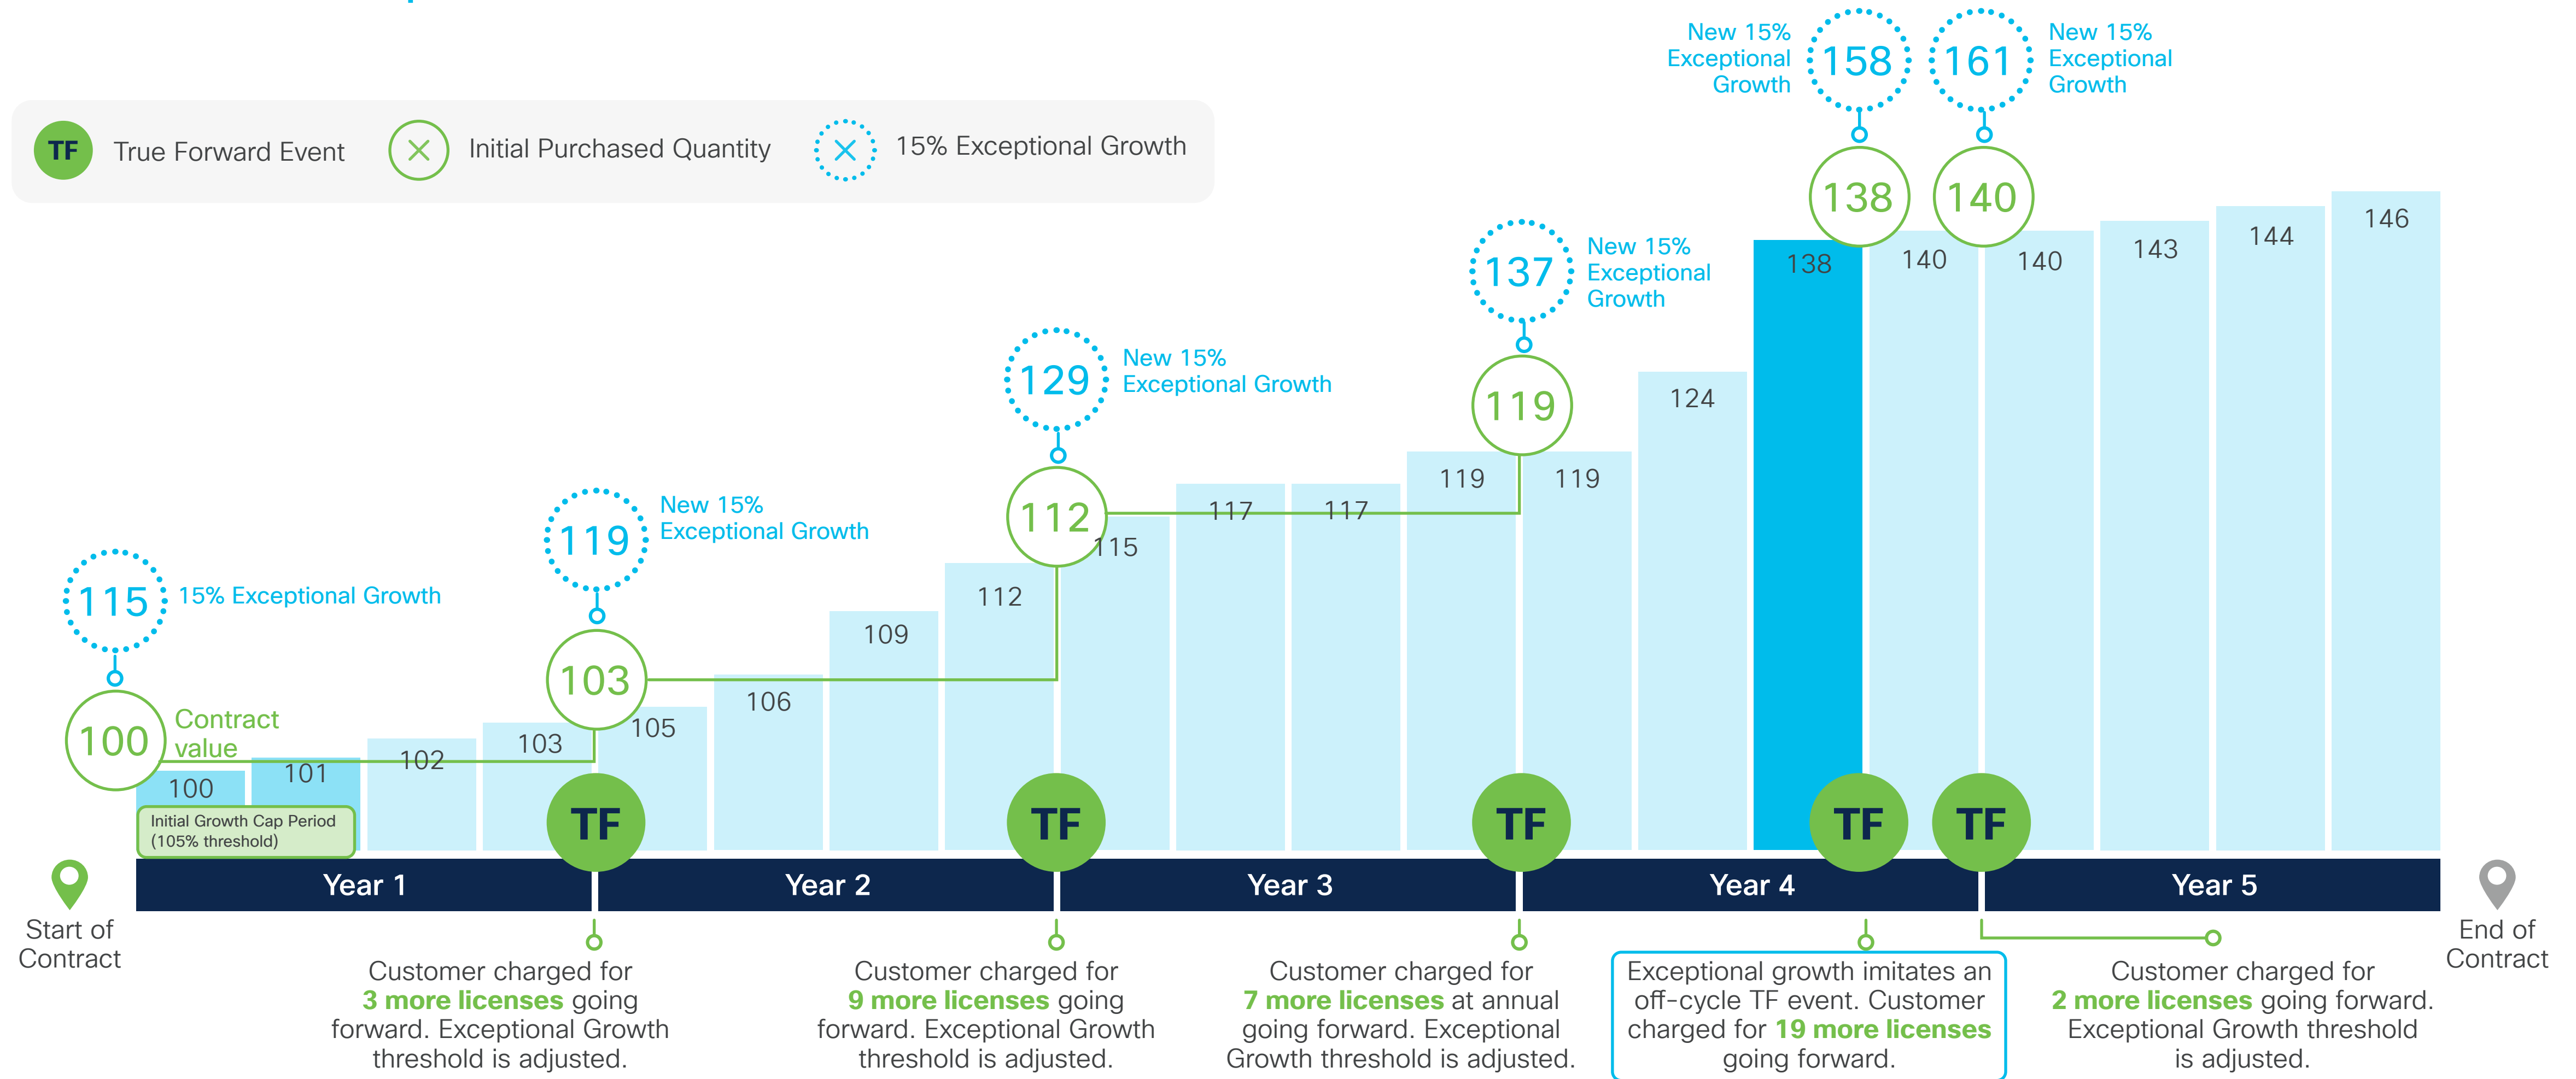 TF
True Forward Event
Initial Purchased Quantity
15% Exceptional Growth
115
15% Exceptional Growth
100
Contract
value
119
New 15%
Exceptional Growth
103
129
New 15%
Exceptional Growth
112
137
New 15%
Exceptional
Growth
119
New 15%
Exceptional
Growth
158
138
161
New 15%
Exceptional
Growth
140
100
101
102
103
105
106
109
112
115
117
117
119
119
124
138
140
140
143
144
146
Initial Growth Cap Period
(105% threshold)
TF
TF
TF
TF
TF
Year 1
Year 2
Year 3
Year 4
Year 5
Start of
Contract
Customer charged for
3 more licenses going
forward. Exceptional Growth
threshold is adjusted.
Customer charged for
9 more licenses going
forward. Exceptional Growth
threshold is adjusted.
Customer charged for
7 more licenses at annual
going forward. Exceptional
Growth threshold is adjusted.
Exceptional growth imitates an
off-cycle TF event. Customer
charged for 19 more licenses
going forward.
Customer charged for
2 more licenses going forward.
Exceptional Growth threshold
is adjusted.
End of
Contract